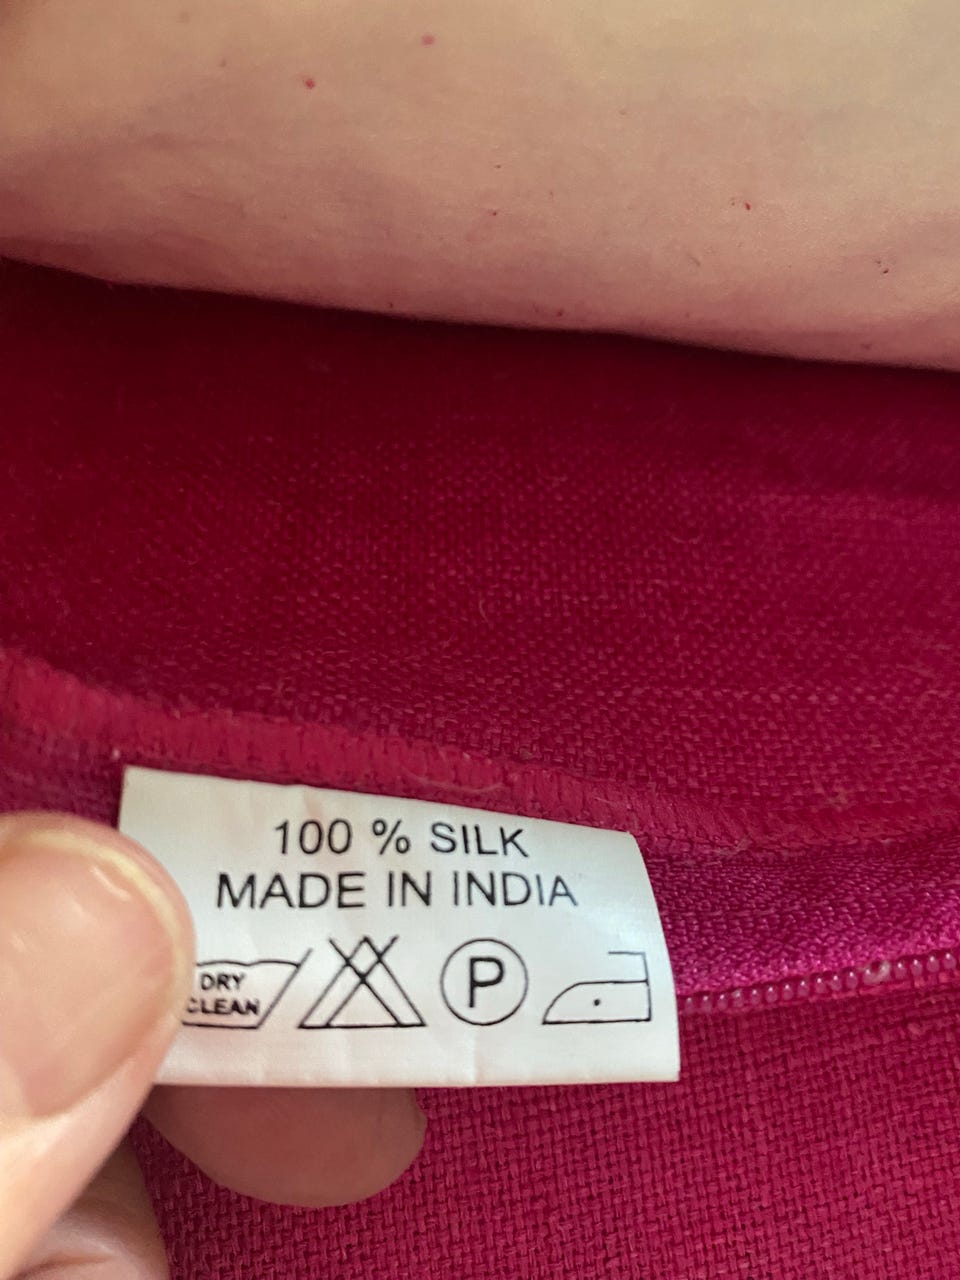 100 % SILK
MADE IN INDIA
DRY
CLEAN
P